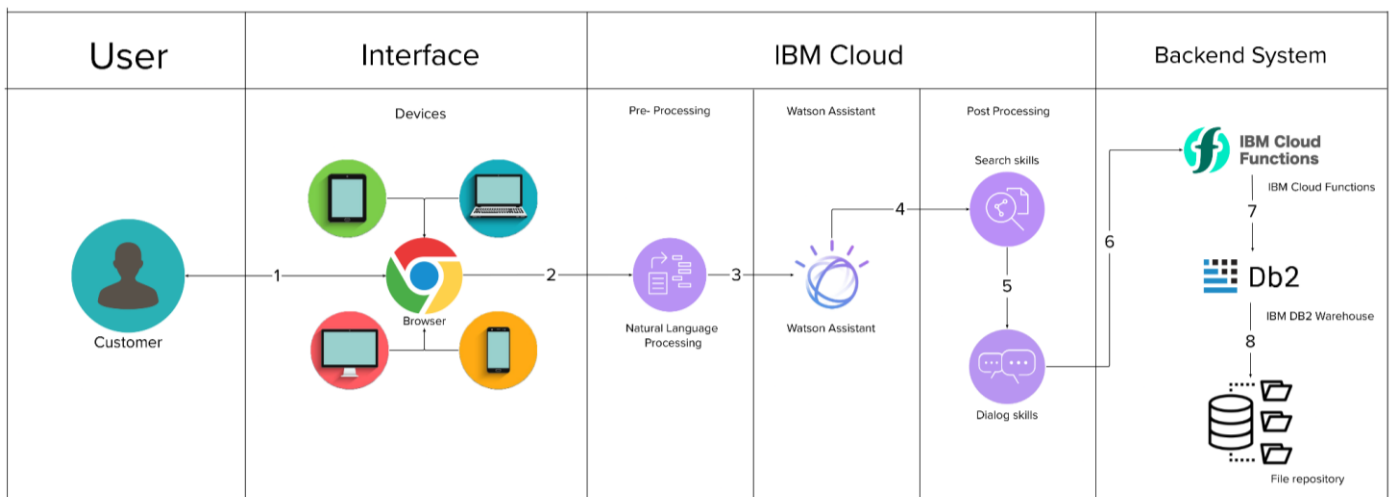 User
Interface
IBM Cloud
Backend System
Devices
Pre- Processing
Watson Assistant
Post Processing
Search skills
IBM Cloud
Functions
IBM Cloud Functions
1
2
3
4
5
6
7
8
Db2
IBM DB2 Warehouse
Browser
Customer
Natural Language
Processing
Watson Assistant
Dialog skills
File repository